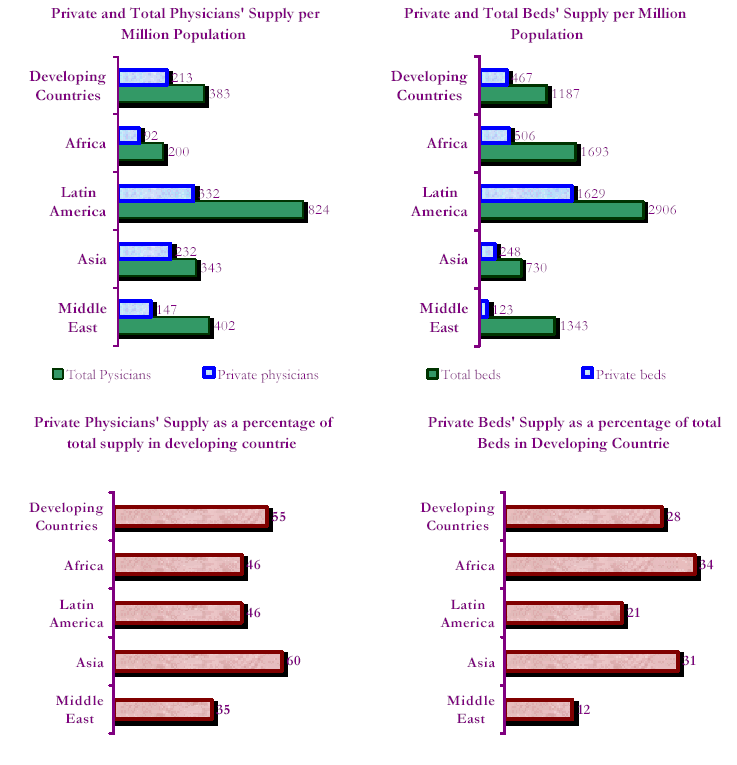 Private and Total Physicians' Supply per
Million Population
Developing
Countries
213
383
Africa
92
200
Latin
America
332
824
Asia
232
343
Middle
East
147
402
Total Pysicians
Private physicians
Private and Total Beds' Supply per Million
Population
Developing
Countries
467
1187
Africa
506
1693
Latin
America
1629
2906
Asia
248
730
Middle
East
123
1343
Total beds
Private beds
Private Physicians' Supply as a percentage of
total supply in developing countrie
Developing
Countries
55
Africa
46
Latin
America
46
Asia
60
Middle
East
35
Private Beds' Supply as a percentage of total
Beds in Developing Countrie
Developing
Countries
28
Africa
34
Latin
America
21
Asia
31
Middle
East
12